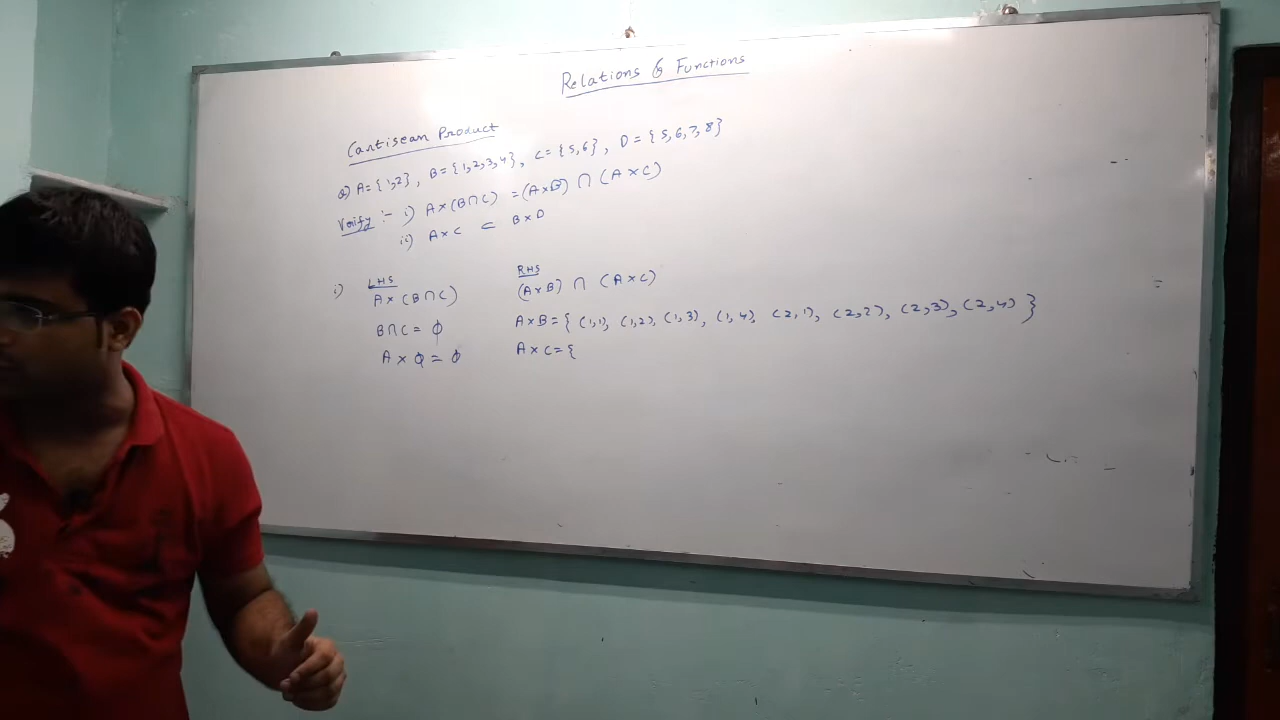 Relations & Functions
Cartisean Product
Q) A={1,2}, B={1,2,3,4}, C={5,6}, D={5,6,7,8}
Verify :- i) A×(B∩C) =(A×B) ∩ (A×C)
ii) A×C ⊂ B×D
i) LHS RHS
A×(B∩C) (A×B) ∩ (A×C)
B∩C= ϕ A×B={ (1,1), (1,2), (1,3), (1,4), (2,1), (2,2), (2,3), (2,4) }
A × ϕ = ϕ A×C={